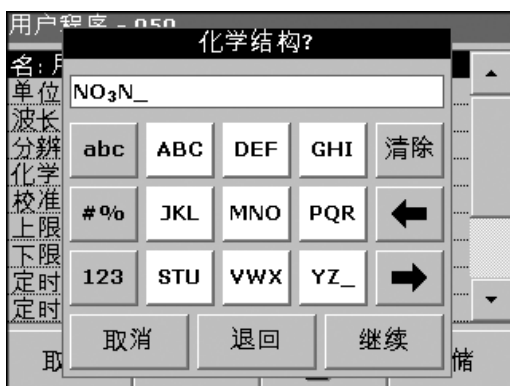 用户程序 - 050
化学结构?
名:
单位
NO₃N_
波长
分辨
abc ABC DEF GHI 清除
化学
校准
#% JKL MNO PQR
上限
下限
123 STU VWX YZ_
定时
定时
取消 退回 继续
取 储